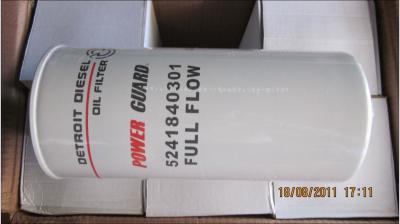 DETROIT DIESEL
OIL FILTER
POWER GUARD
5241840301
FULL FLOW
18/08/2011 17:11